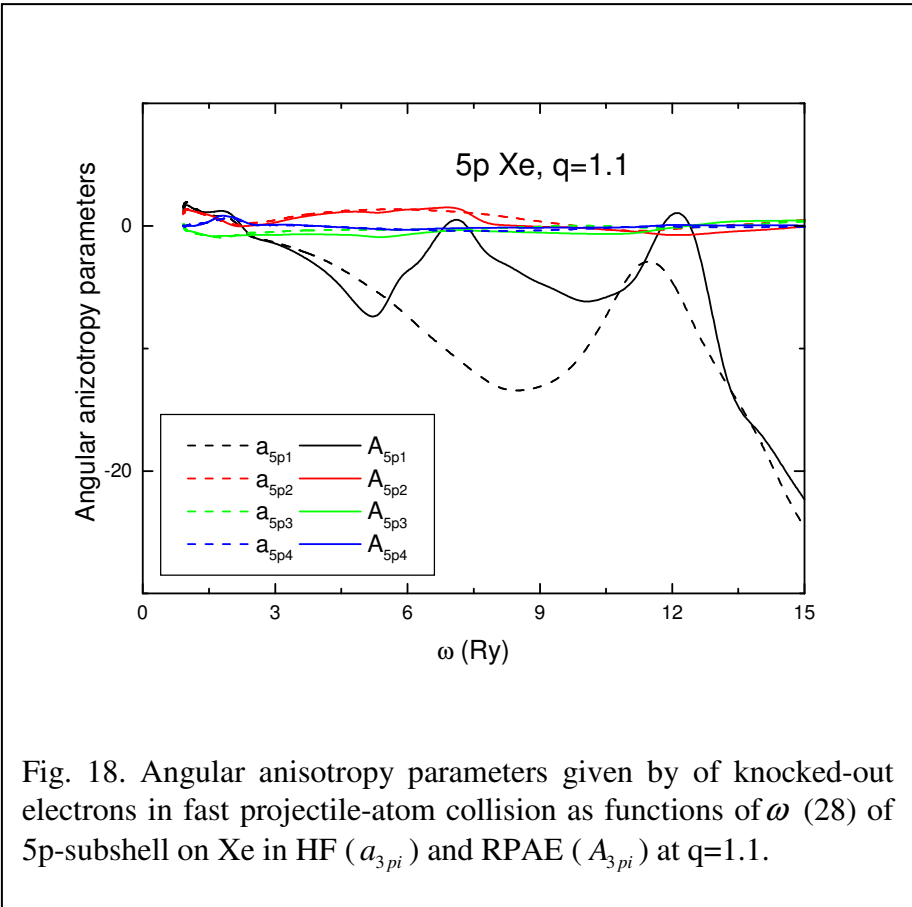 5p Xe, q=1.1
Angular anizotropy parameters
0
-20
a5p1 A5p1
a5p2 A5p2
a5p3 A5p3
a5p4 A5p4
0 3 6 9 12 15
ω (Ry)
Fig. 18. Angular anisotropy parameters given by of knocked-out
electrons in fast projectile-atom collision as functions of ω (28) of
5p-subshell on Xe in HF ( a3pi ) and RPAE ( A3pi ) at q=1.1.